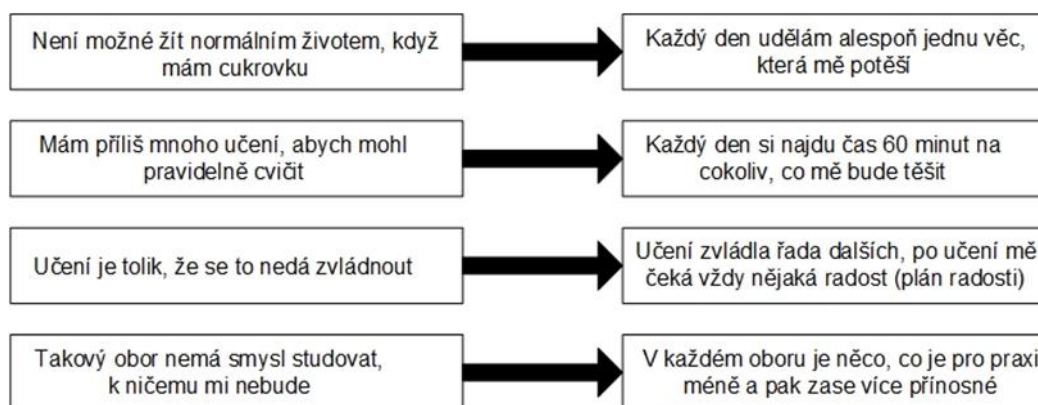 Není možné žít normálním životem, když
mám cukrovku
Každý den udělám alespoň jednu věc,
která mě potěší
Mám příliš mnoho učení, abych mohl
pravidelně cvičit
Každý den si najdu čas 60 minut na
cokoliv, co mě bude těšit
Učení je tolik, že se to nedá zvládnout
Učení zvládla řada dalších, po učení mě
čeká vždy nějaká radost (plán radosti)
Takový obor nemá smysl studovat,
k ničemu mi nebude
V každém oboru je něco, co je pro praxi
méně a pak zase více přínosné